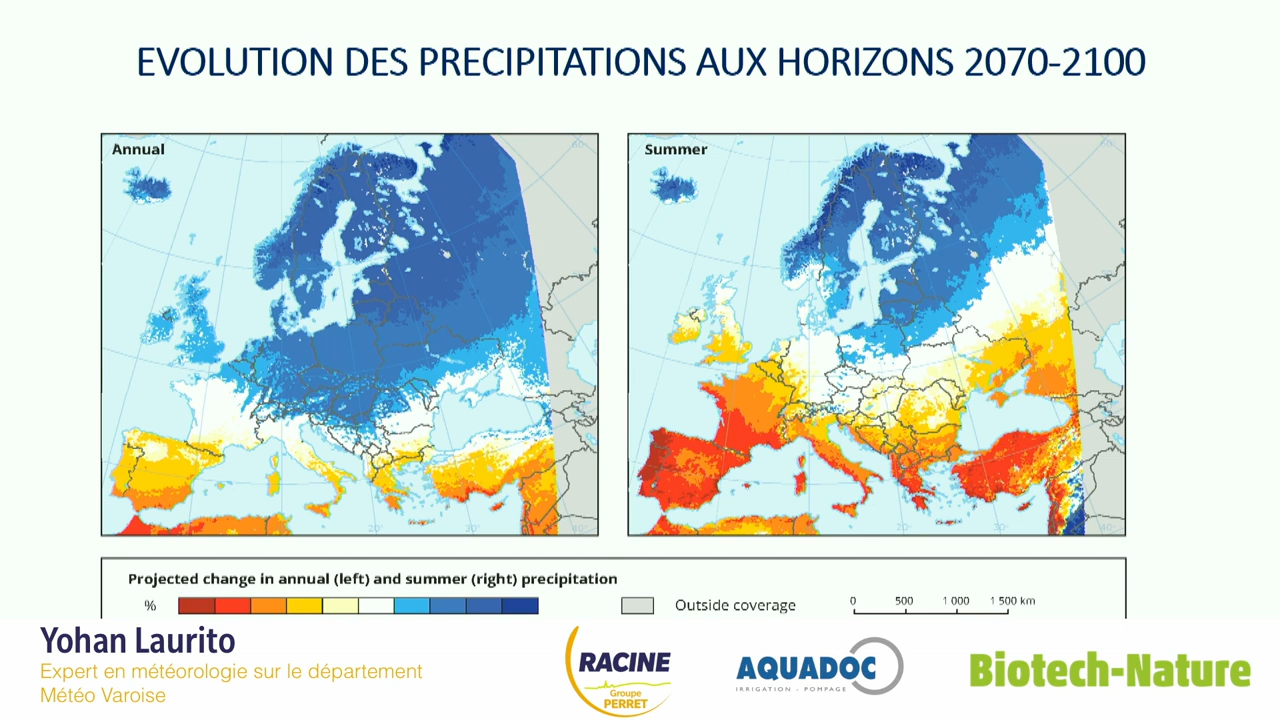 EVOLUTION DES PRECIPITATIONS AUX HORIZONS 2070-2100
Annual
Summer
Projected change in annual (left) and summer (right) precipitation
%
Outside coverage
0 500 1 000 1 500 km
Yohan Laurito
Expert en météorologie sur le département
Météo Varoise
RACINE
Groupe
PERRET
AQUADOC
IRRIGATION - POMPAGE
Biotech-Nature